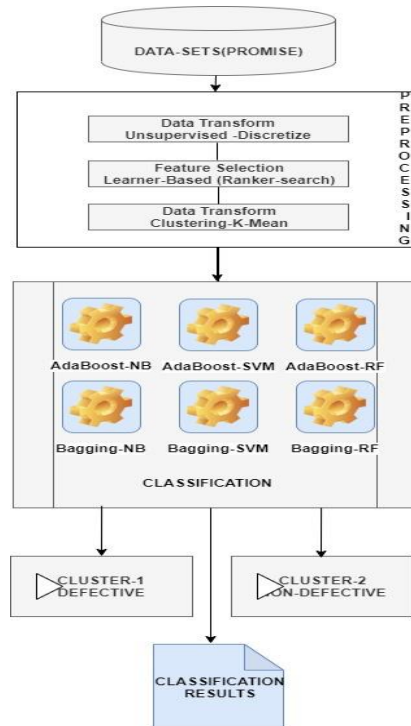 DATA-SETS(PROMISE)
PREPROCESSING
Data Transform
Unsupervised -Discretize
Feature Selection
Learner-Based (Ranker-search)
Data Transform
Clustering-K-Mean
AdaBoost-NB
AdaBoost-SVM
AdaBoost-RF
Bagging-NB
Bagging-SVM
Bagging-RF
CLASSIFICATION
CLUSTER-1
DEFECTIVE
CLUSTER-2
NON-DEFECTIVE
CLASSIFICATION
RESULTS